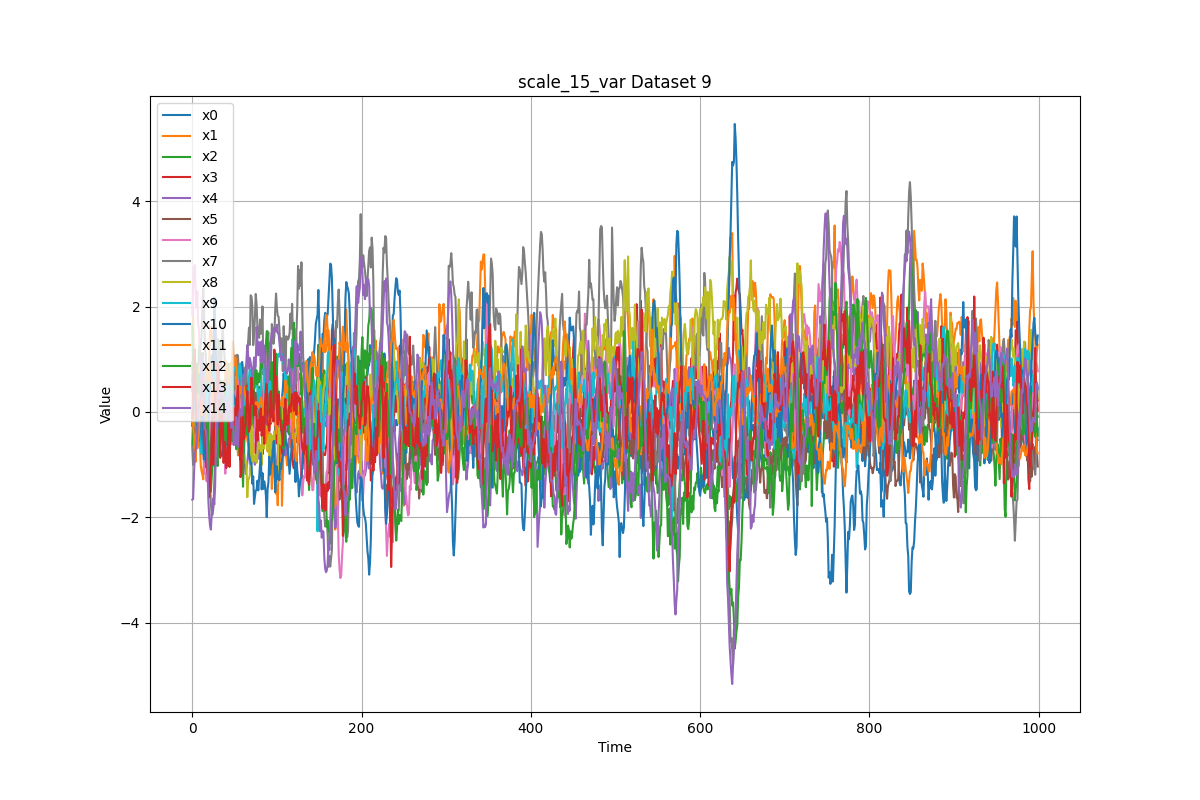 scale_15_var Dataset 9
x0
x1
x2
x3
x4
x5
x6
x7
x8
x9
x10
x11
x12
x13
x14
Value
4
2
0
−2
−4
0
200
400
600
800
1000
Time